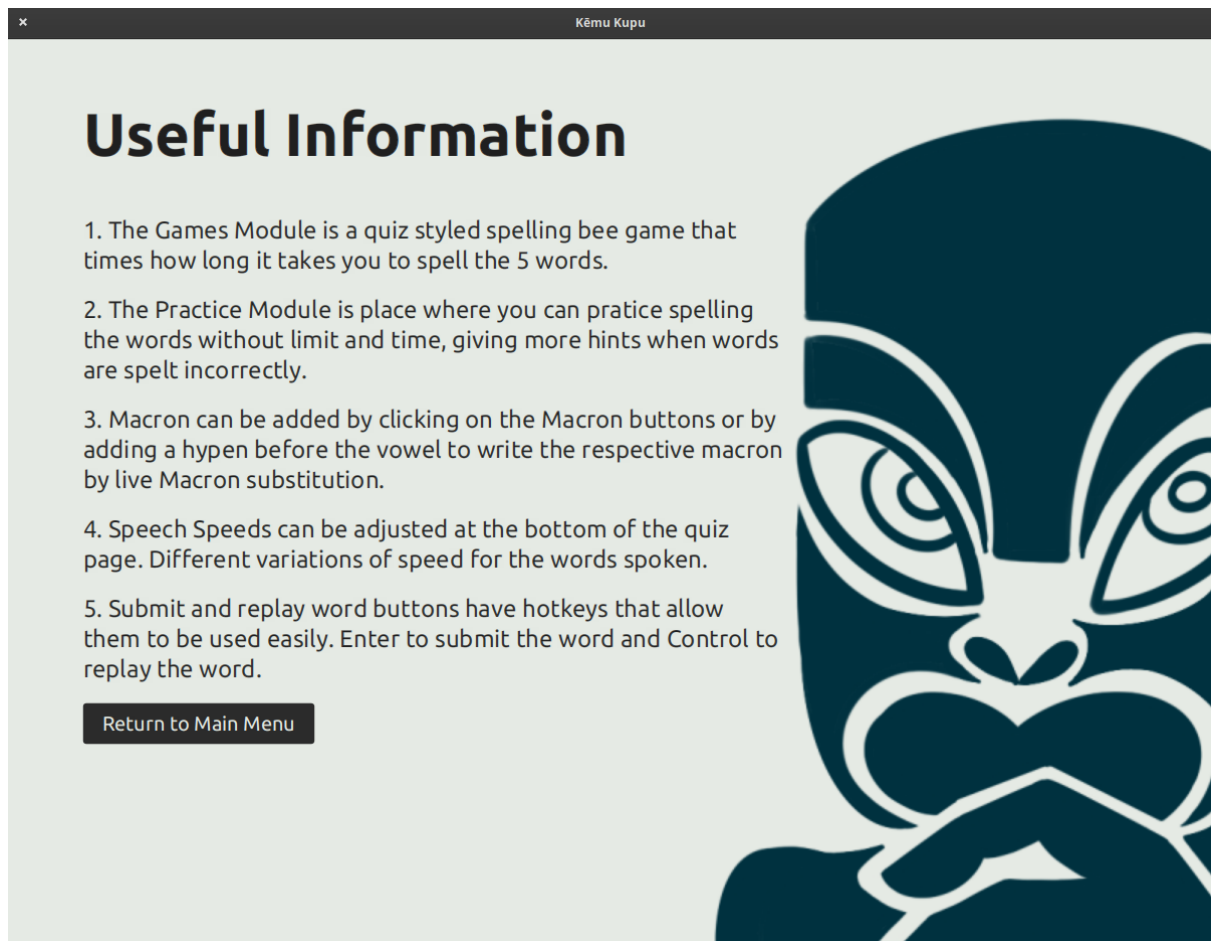 Kēmu Kupu
Useful Information
1. The Games Module is a quiz styled spelling bee game that
times how long it takes you to spell the 5 words.
2. The Practice Module is place where you can pratice spelling
the words without limit and time, giving more hints when words
are spelt incorrectly.
3. Macron can be added by clicking on the Macron buttons or by
adding a hypen before the vowel to write the respective macron
by live Macron substitution.
4. Speech Speeds can be adjusted at the bottom of the quiz
page. Different variations of speed for the words spoken.
5. Submit and replay word buttons have hotkeys that allow
them to be used easily. Enter to submit the word and Control to
replay the word.
Return to Main Menu